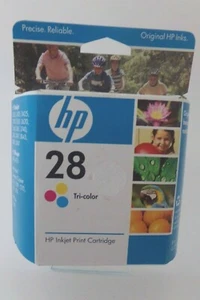 Precise. Reliable.
Original HP Inks.
hp
28
Tri-color
HP Inkjet Print Cartridge